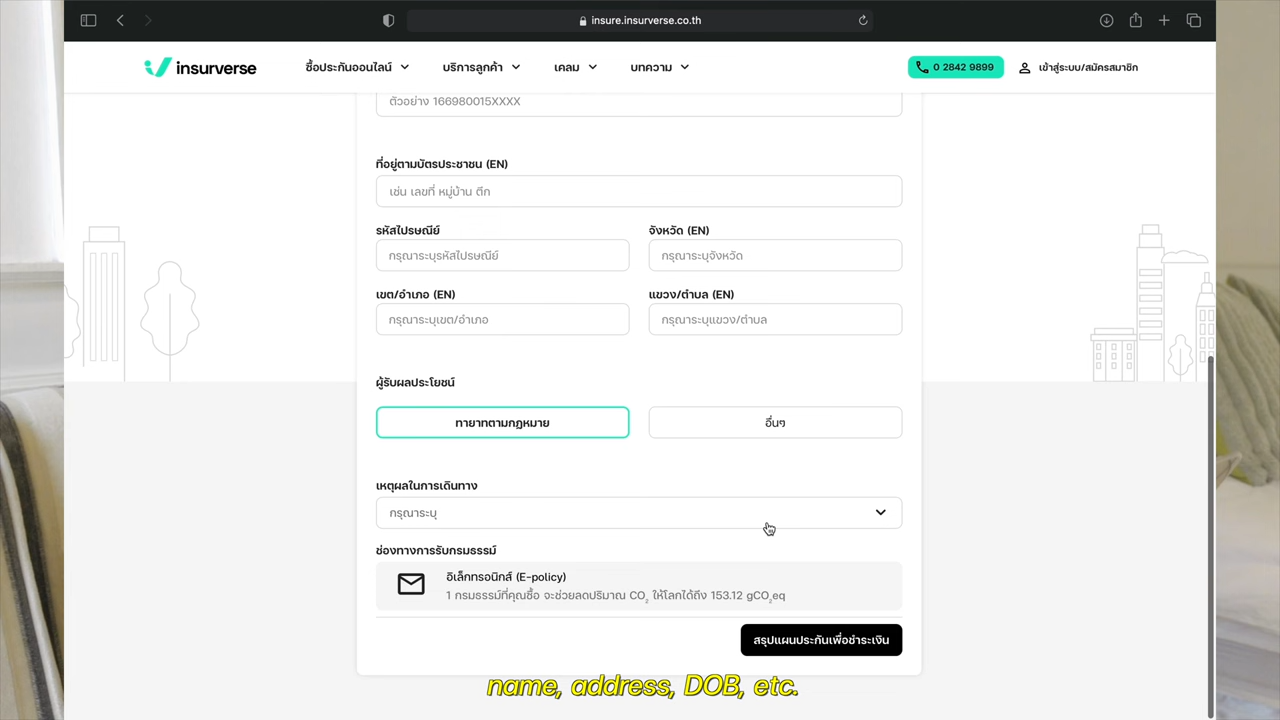 insure.insurverse.co.th
insurverse
ซื้อประกันออนไลน์
บริการลูกค้า
เคลม
บทความ
0 2842 9899
เข้าสู่ระบบ/สมัครสมาชิก
ตัวอย่าง 166980015XXXX
ที่อยู่ตามบัตรประชาชน (EN)
เช่น เลขที่ หมู่บ้าน ตึก
รหัสไปรษณีย์
จังหวัด (EN)
กรุณาระบุรหัสไปรษณีย์
กรุณาระบุจังหวัด
เขต/อำเภอ (EN)
แขวง/ตำบล (EN)
กรุณาระบุเขต/อำเภอ
กรุณาระบุแขวง/ตำบล
ผู้รับผลประโยชน์
ทายาทตามกฎหมาย
อื่นๆ
เหตุผลในการเดินทาง
กรุณาระบุ
ช่องทางการรับกรมธรรม์
อิเล็กทรอนิกส์ (E-policy)
1 กรมธรรม์ที่คุณซื้อ จะช่วยลดปริมาณ CO₂ ให้โลกได้ถึง 153.12 gCO₂eq
สรุปแผนประกันเพื่อชำระเงิน
name, address, DOB, etc.